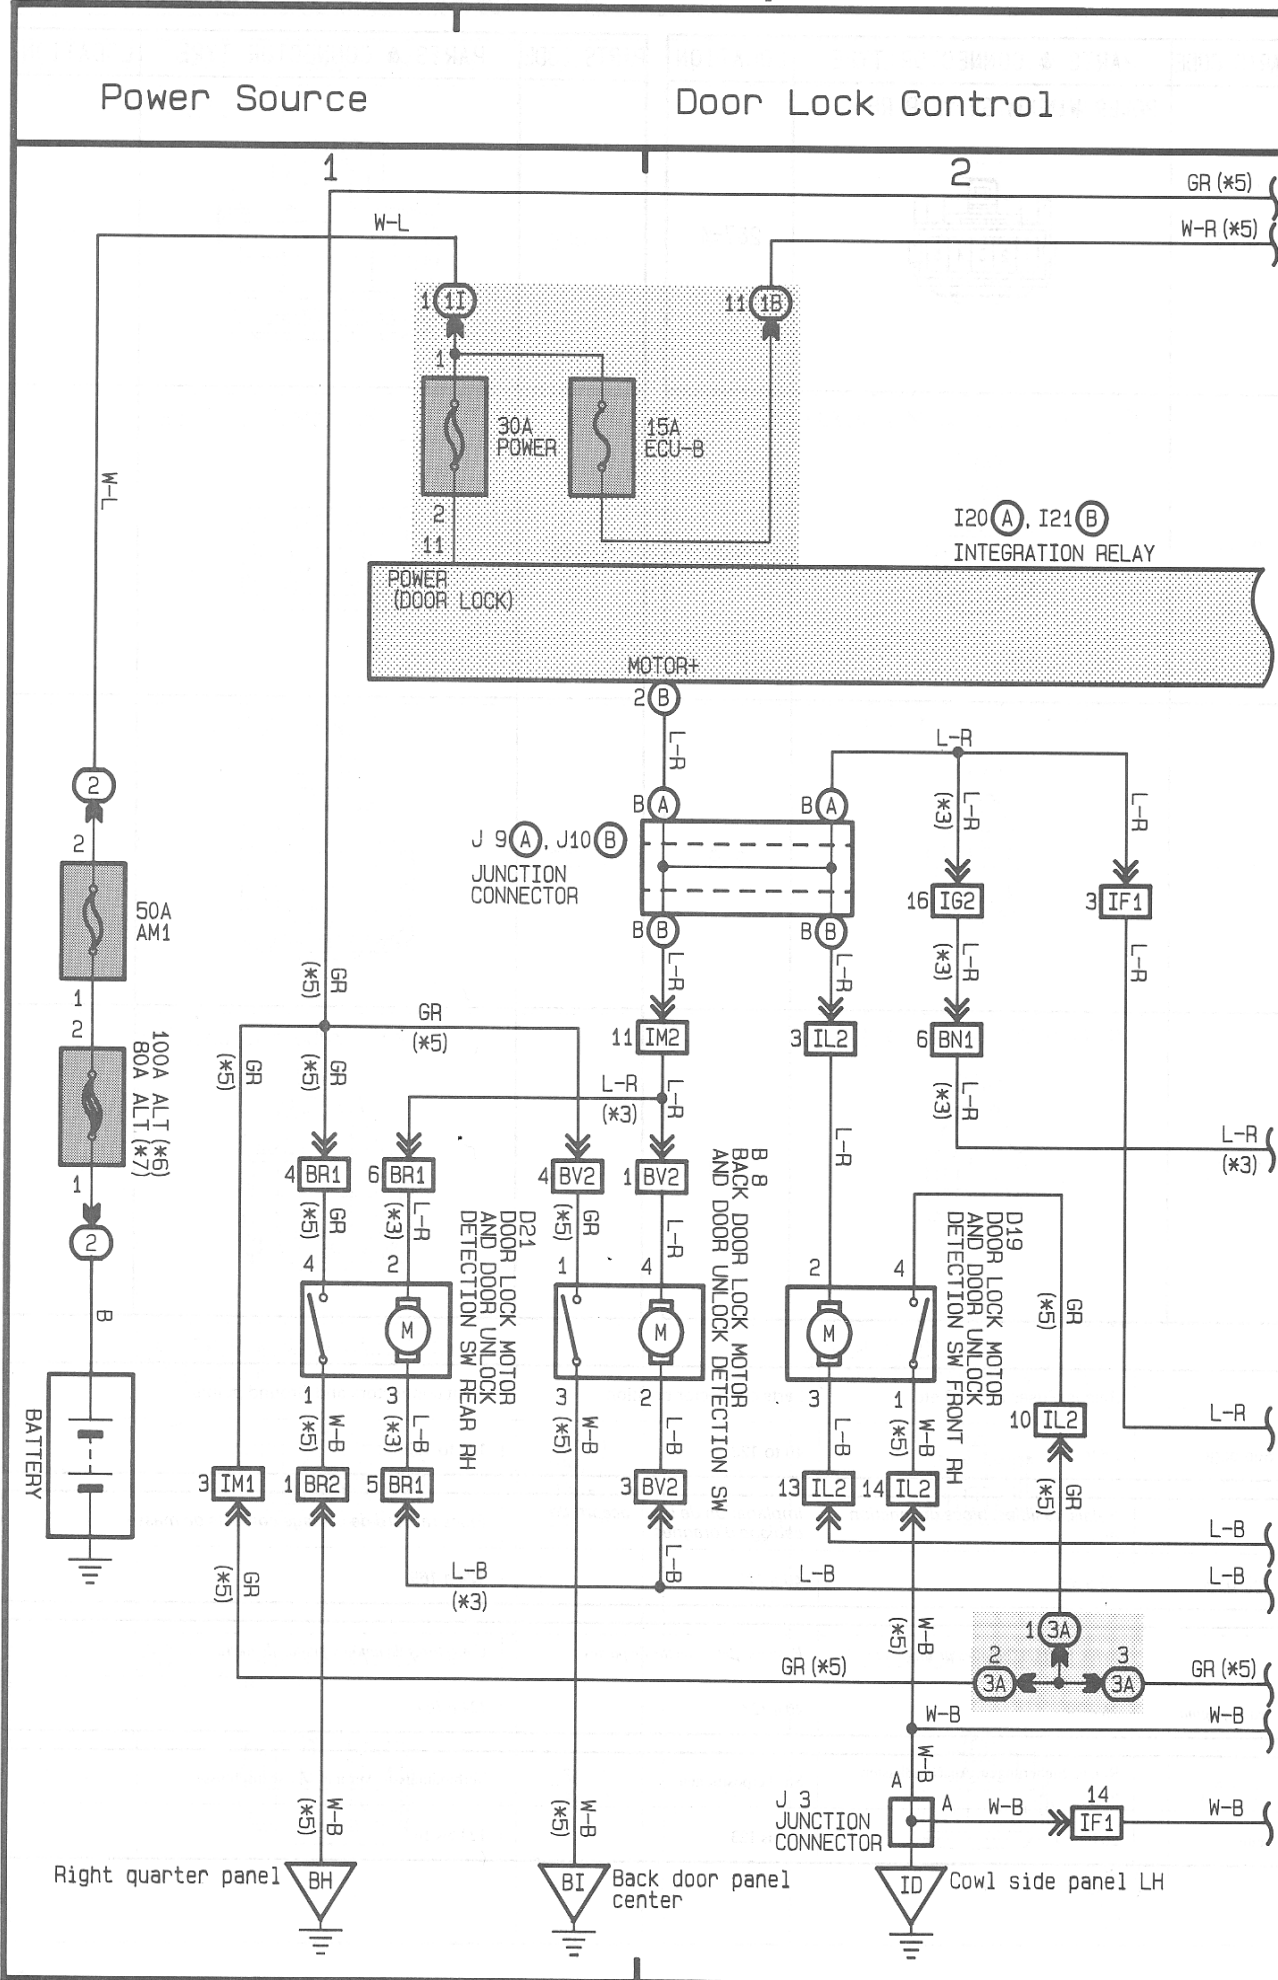 Power Source
Door Lock Control
1
2
GR (*5)
W-R (*5)
W-L
1
1I
11
1B
1
30A
POWER
15A
ECU-B
W-L
2
11
I20 A, I21 B
INTEGRATION RELAY
POWER
(DOOR LOCK)
MOTOR+
2
B
L-R
L-R
2
B
A
B
A
L-R
(*3)
L-R
2
J 9 A, J10 B
JUNCTION
CONNECTOR
16
IG2
3
IF1
50A
AM1
B
B
B
B
GR
(*5)
L-R
L-R
L-R
(*3)
L-R
1
2
GR
(*5)
11
IM2
3
IL2
6
BN1
100A ALT (*6)
80A ALT (*7)
GR
(*5)
GR
(*5)
L-R
(*3)
L-R
L-R
(*3)
L-R
L-R
(*3)
1
4
BR1
6
BR1
4
BV2
1
BV2
2
GR
(*5)
L-R
(*3)
GR
(*5)
L-R
B 8
BACK DOOR LOCK MOTOR
AND DOOR UNLOCK DETECTION SW
D21
DOOR LOCK MOTOR
AND DOOR UNLOCK
DETECTION SW REAR RH
D19
DOOR LOCK MOTOR
AND DOOR UNLOCK
DETECTION SW FRONT RH
4
2
1
4
2
4
B
M
M
M
GR
(*5)
1
3
3
2
3
1
BATTERY
W-B
(*5)
L-B
(*3)
W-B
(*5)
L-B
L-B
W-B
(*5)
10
IL2
L-R
3
IM1
1
BR2
5
BR1
3
BV2
13
IL2
14
IL2
GR
(*5)
L-B
GR
(*5)
L-B
(*3)
L-B
L-B
L-B
W-B
(*5)
1
3A
2
3A
3
3A
GR (*5)
GR (*5)
W-B
W-B
W-B
W-B
(*5)
W-B
(*5)
J 3
JUNCTION
CONNECTOR
A
A
W-B
14
IF1
W-B
Right quarter panel
BH
BI
Back door panel
center
ID
Cowl side panel LH